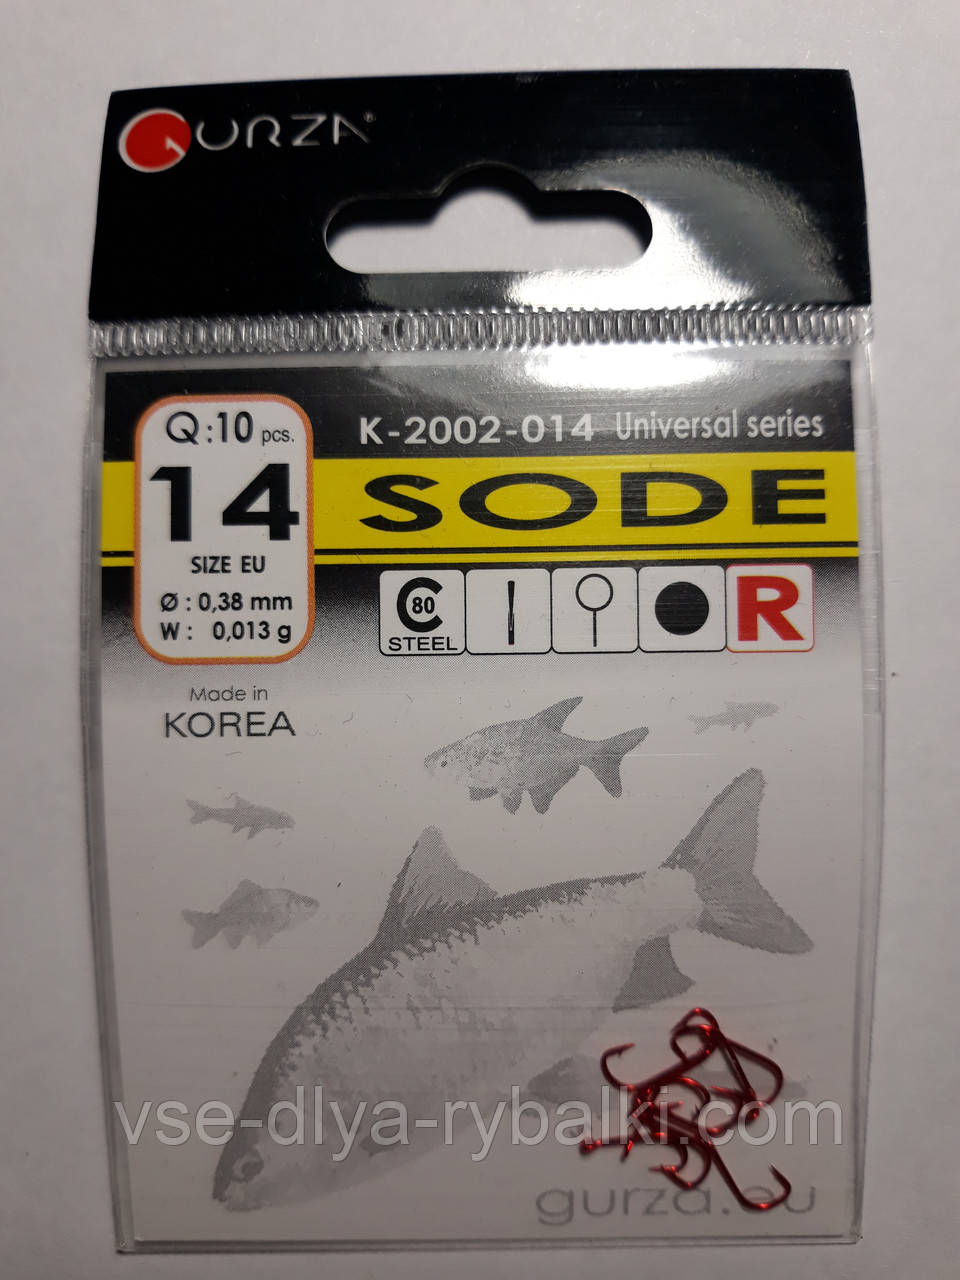 GURZA®
Q:10 pcs.
14
SIZE EU
Ø : 0,38 mm
W : 0,013 g
K-2002-014 Universal series
SODE
C 80
STEEL
R
Made in
KOREA
vse-dlya-rybalki.com
gurza.eu